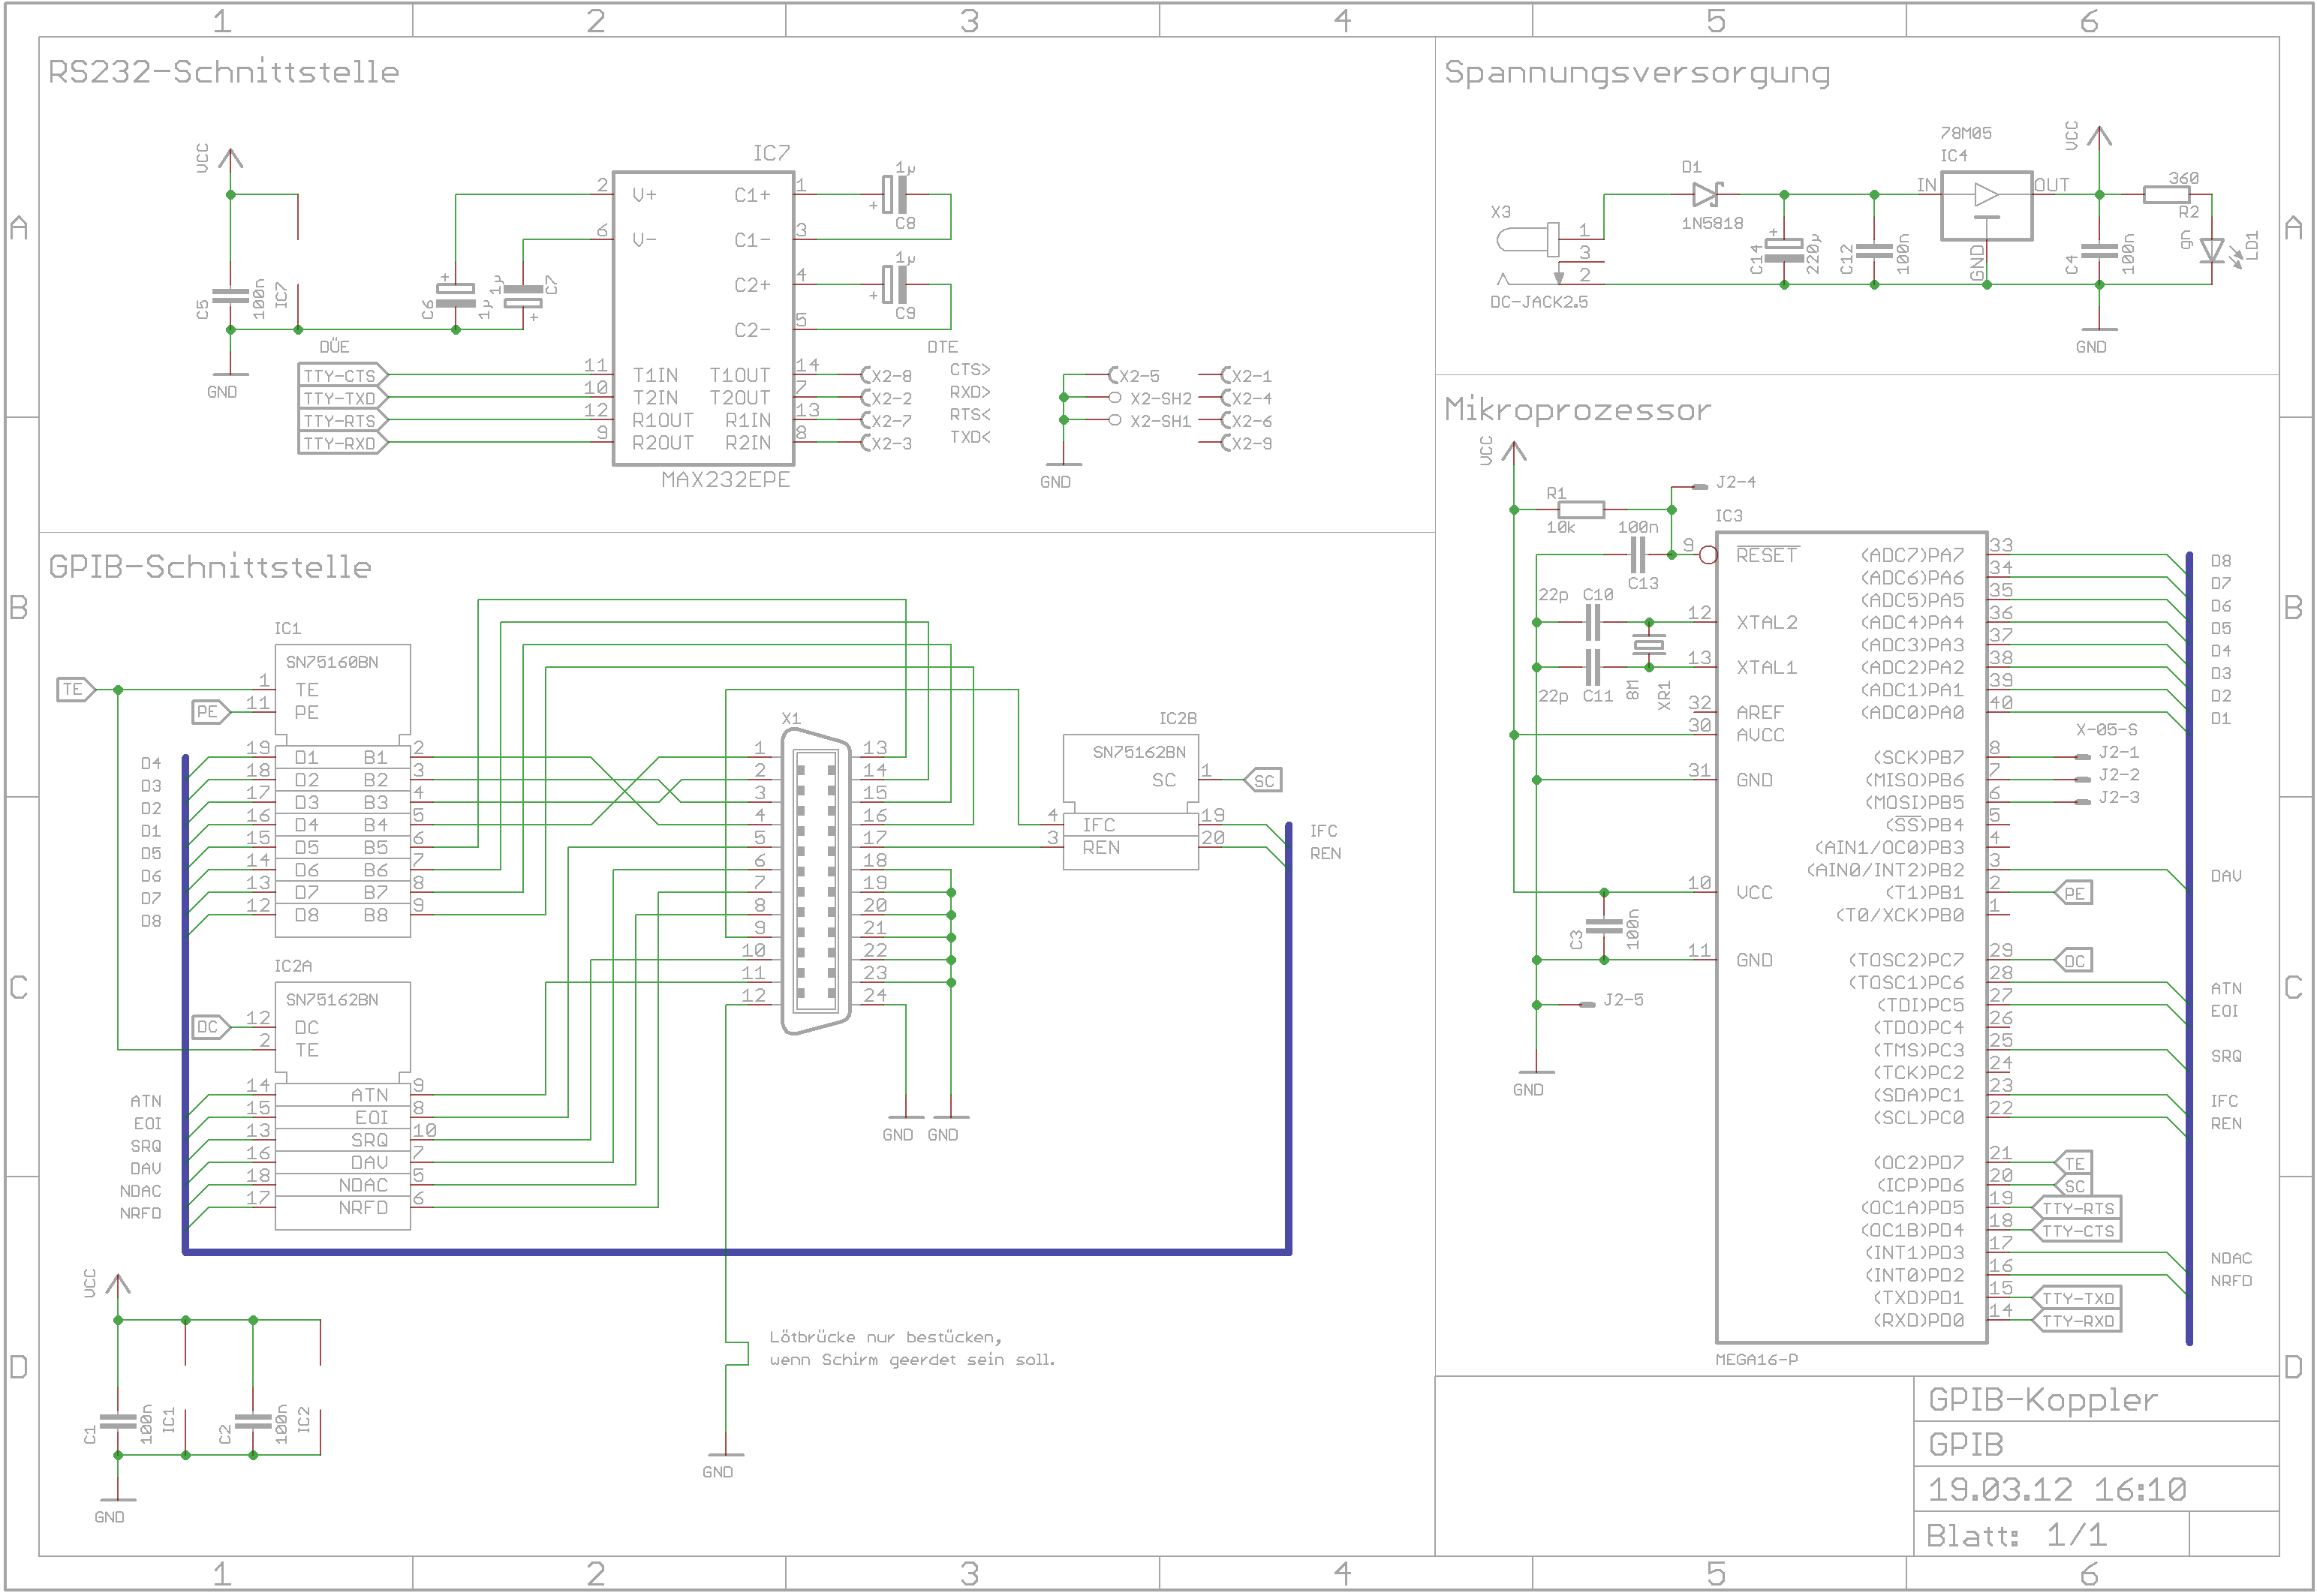 1 2 3 4 5 6
A
B
C
D
RS232-Schnittstelle
VCC
C5
100n
IC7
GND
C6
1µ
1µ
C7
IC7
2 V+ C1+ 1
6 V- C1- 3
4 C2+
5 C2-
1µ
C8
1µ
C9
DÜE
DTE
TTY-CTS 11 T1IN T1OUT 14 X2-8 CTS>
TTY-TXD 10 T2IN T2OUT 7 X2-2 RXD>
TTY-RTS 12 R1OUT R1IN 13 X2-7 RTS<
TTY-RXD 9 R2OUT R2IN 8 X2-3 TXD<
MAX232EPE
X2-5 X2-1
X2-SH2 X2-4
X2-SH1 X2-6
X2-9
GND
Spannungsversorgung
X3
1
3
2
DC-JACK2.5
D1
1N5818
C14
220µ
C12
100n
78M05
IC4
IN OUT
GND
VCC
C4
100n
360
R2
gn
LD1
GND
GPIB-Schnittstelle
IC1
SN75160BN
TE 1 TE
PE 11 PE
D4 19 D1 B1 2
D3 18 D2 B2 3
D2 17 D3 B3 4
D1 16 D4 B4 5
D5 15 D5 B5 6
D6 14 D6 B6 7
D7 13 D7 B7 8
D8 12 D8 B8 9
IC2A
SN75162BN
DC 12 DC
2 TE
ATN 14 ATN 9
EOI 15 EOI 8
SRQ 13 SRQ 10
DAV 16 DAV 7
NDAC 18 NDAC 5
NRFD 17 NRFD 6
X1
1 13
2 14
3 15
4 16
5 17
6 18
7 19
8 20
9 21
10 22
11 23
12 24
GND GND
IC2B
SN75162BN
SC 1 SC
4 IFC 19 IFC
3 REN 20 REN
VCC
C1
100n
IC1
C2
100n
IC2
GND
Lötbrücke nur bestücken,
wenn Schirm geerdet sein soll.
GND
Mikroprozessor
VCC
R1
10k
J2-4
100n
C13
22p C10
22p C11
8M
XR1
C3
100n
J2-5
GND
IC3
9 RESET
12 XTAL2
13 XTAL1
32 AREF
30 AVCC
31 GND
10 VCC
11 GND
(ADC7)PA7 33 D8
(ADC6)PA6 34 D7
(ADC5)PA5 35 D6
(ADC4)PA4 36 D5
(ADC3)PA3 37 D4
(ADC2)PA2 38 D3
(ADC1)PA1 39 D2
(ADC0)PA0 40 D1
X-05-S
(SCK)PB7 8 J2-1
(MISO)PB6 7 J2-2
(MOSI)PB5 6 J2-3
(SS)PB4 5
(AIN1/OC0)PB3 4
(AIN0/INT2)PB2 3 DAV
(T1)PB1 2 PE
(T0/XCK)PB0 1
(TOSC2)PC7 29 DC
(TOSC1)PC6 28 ATN
(TDI)PC5 27 EOI
(TDO)PC4 26
(TMS)PC3 25 SRQ
(TCK)PC2 24
(SDA)PC1 23 IFC
(SCL)PC0 22 REN
(OC2)PD7 21 TE
(ICP)PD6 20 SC
(OC1A)PD5 19 TTY-RTS
(OC1B)PD4 18 TTY-CTS
(INT1)PD3 17 NDAC
(INT0)PD2 16 NRFD
(TXD)PD1 15 TTY-TXD
(RXD)PD0 14 TTY-RXD
MEGA16-P
GPIB-Koppler
GPIB
19.03.12 16:10
Blatt: 1/1
A
B
C
D
1 2 3 4 5 6